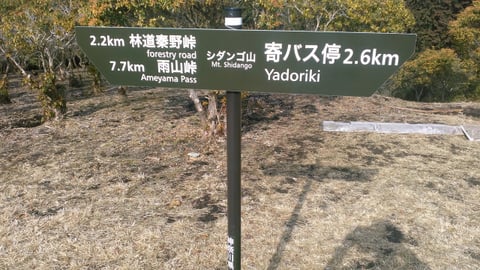 2.2km 林道秦野峠
forestry road
7.7km 雨山峠
Ameyama Pass
シダンゴ山
Mt. Shidango
寄バス停 2.6km
Yadoriki